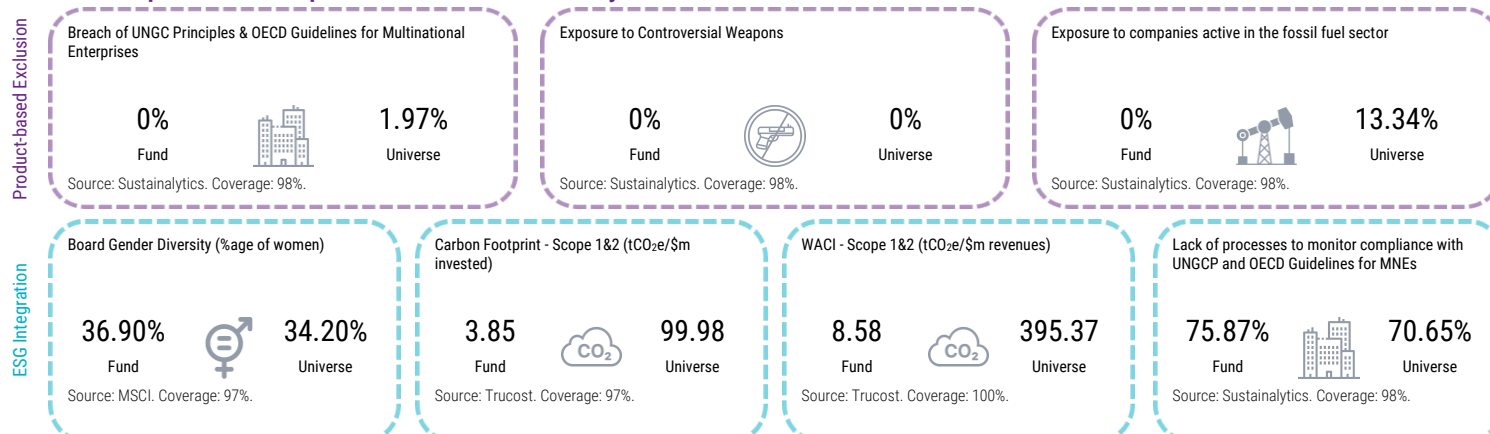 Product-based Exclusion
Breach of UNGC Principles & OECD Guidelines for Multinational
Enterprises
0%
1.97%
Fund
Universe
Source: Sustainalytics. Coverage: 98%.
Exposure to Controversial Weapons
0%
0%
Fund
Universe
Source: Sustainalytics. Coverage: 98%.
Exposure to companies active in the fossil fuel sector
0%
13.34%
Fund
Universe
Source: Sustainalytics. Coverage: 98%.
ESG Integration
Board Gender Diversity (%age of women)
36.90%
34.20%
Fund
Universe
Source: MSCI. Coverage: 97%.
Carbon Footprint - Scope 1&2 (tCO₂e/$m
invested)
3.85
CO₂
99.98
Fund
Universe
Source: Trucost. Coverage: 97%.
WACI - Scope 1&2 (tCO₂e/$m revenues)
8.58
CO₂
395.37
Fund
Universe
Source: Trucost. Coverage: 100%.
Lack of processes to monitor compliance with
UNGCP and OECD Guidelines for MNEs
75.87%
70.65%
Fund
Universe
Source: Sustainalytics. Coverage: 98%.